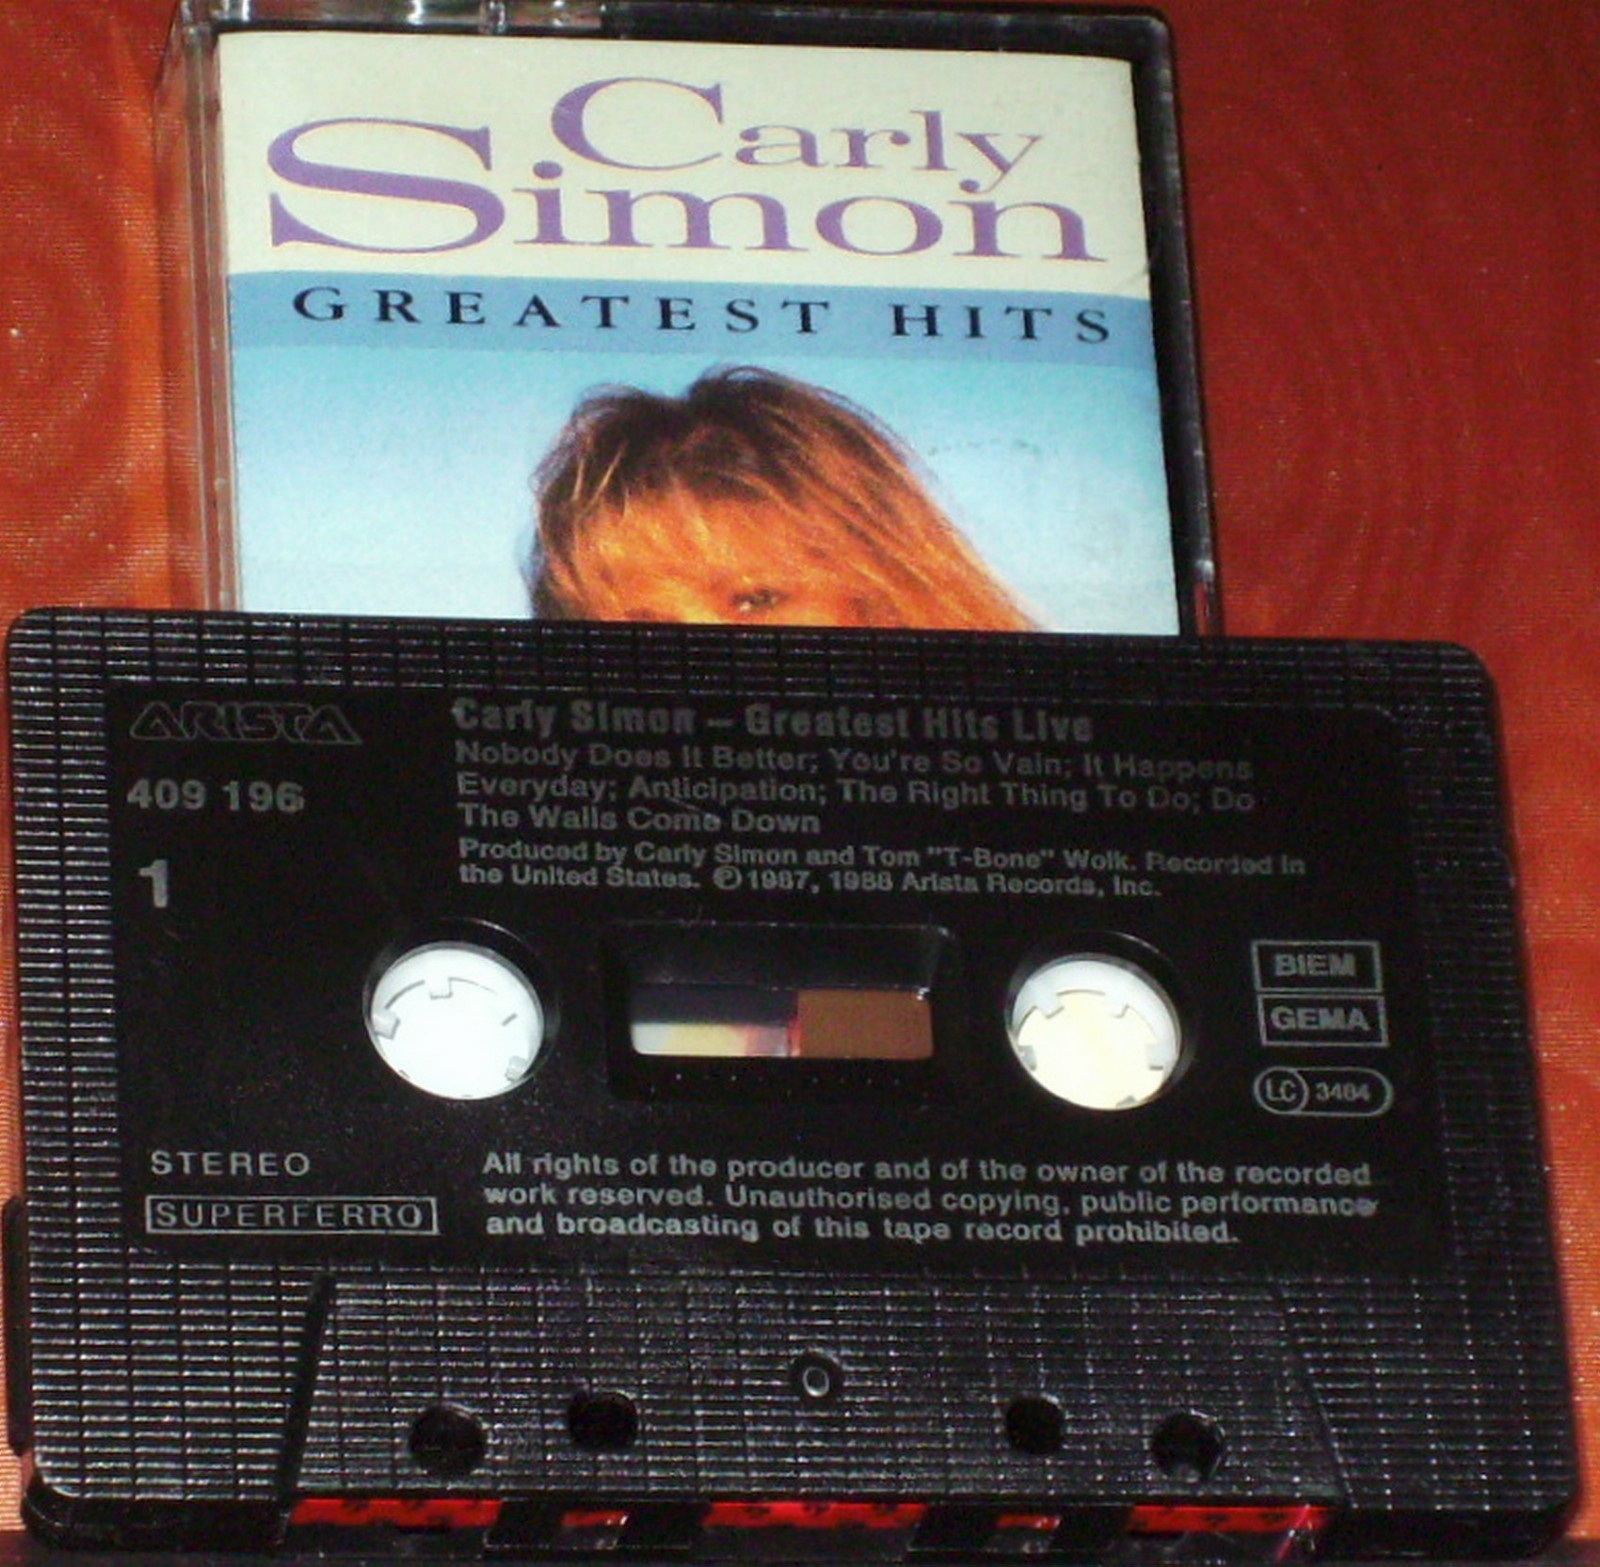 Carly
Simon
GREATEST HITS
ARISTA
409 196
1
Carly Simon – Greatest Hits Live
Nobody Does It Better; You're So Vain; It Happens
Everyday; Anticipation; The Right Thing To Do; Do
The Walls Come Down
Produced by Carly Simon and Tom "T-Bone" Wolk. Recorded in
the United States. ℗1987, 1988 Arista Records, Inc.
BIEM
GEMA
LC 3484
STEREO
SUPERFERRO
All rights of the producer and of the owner of the recorded
work reserved. Unauthorised copying, public performance
and broadcasting of this tape record prohibited.